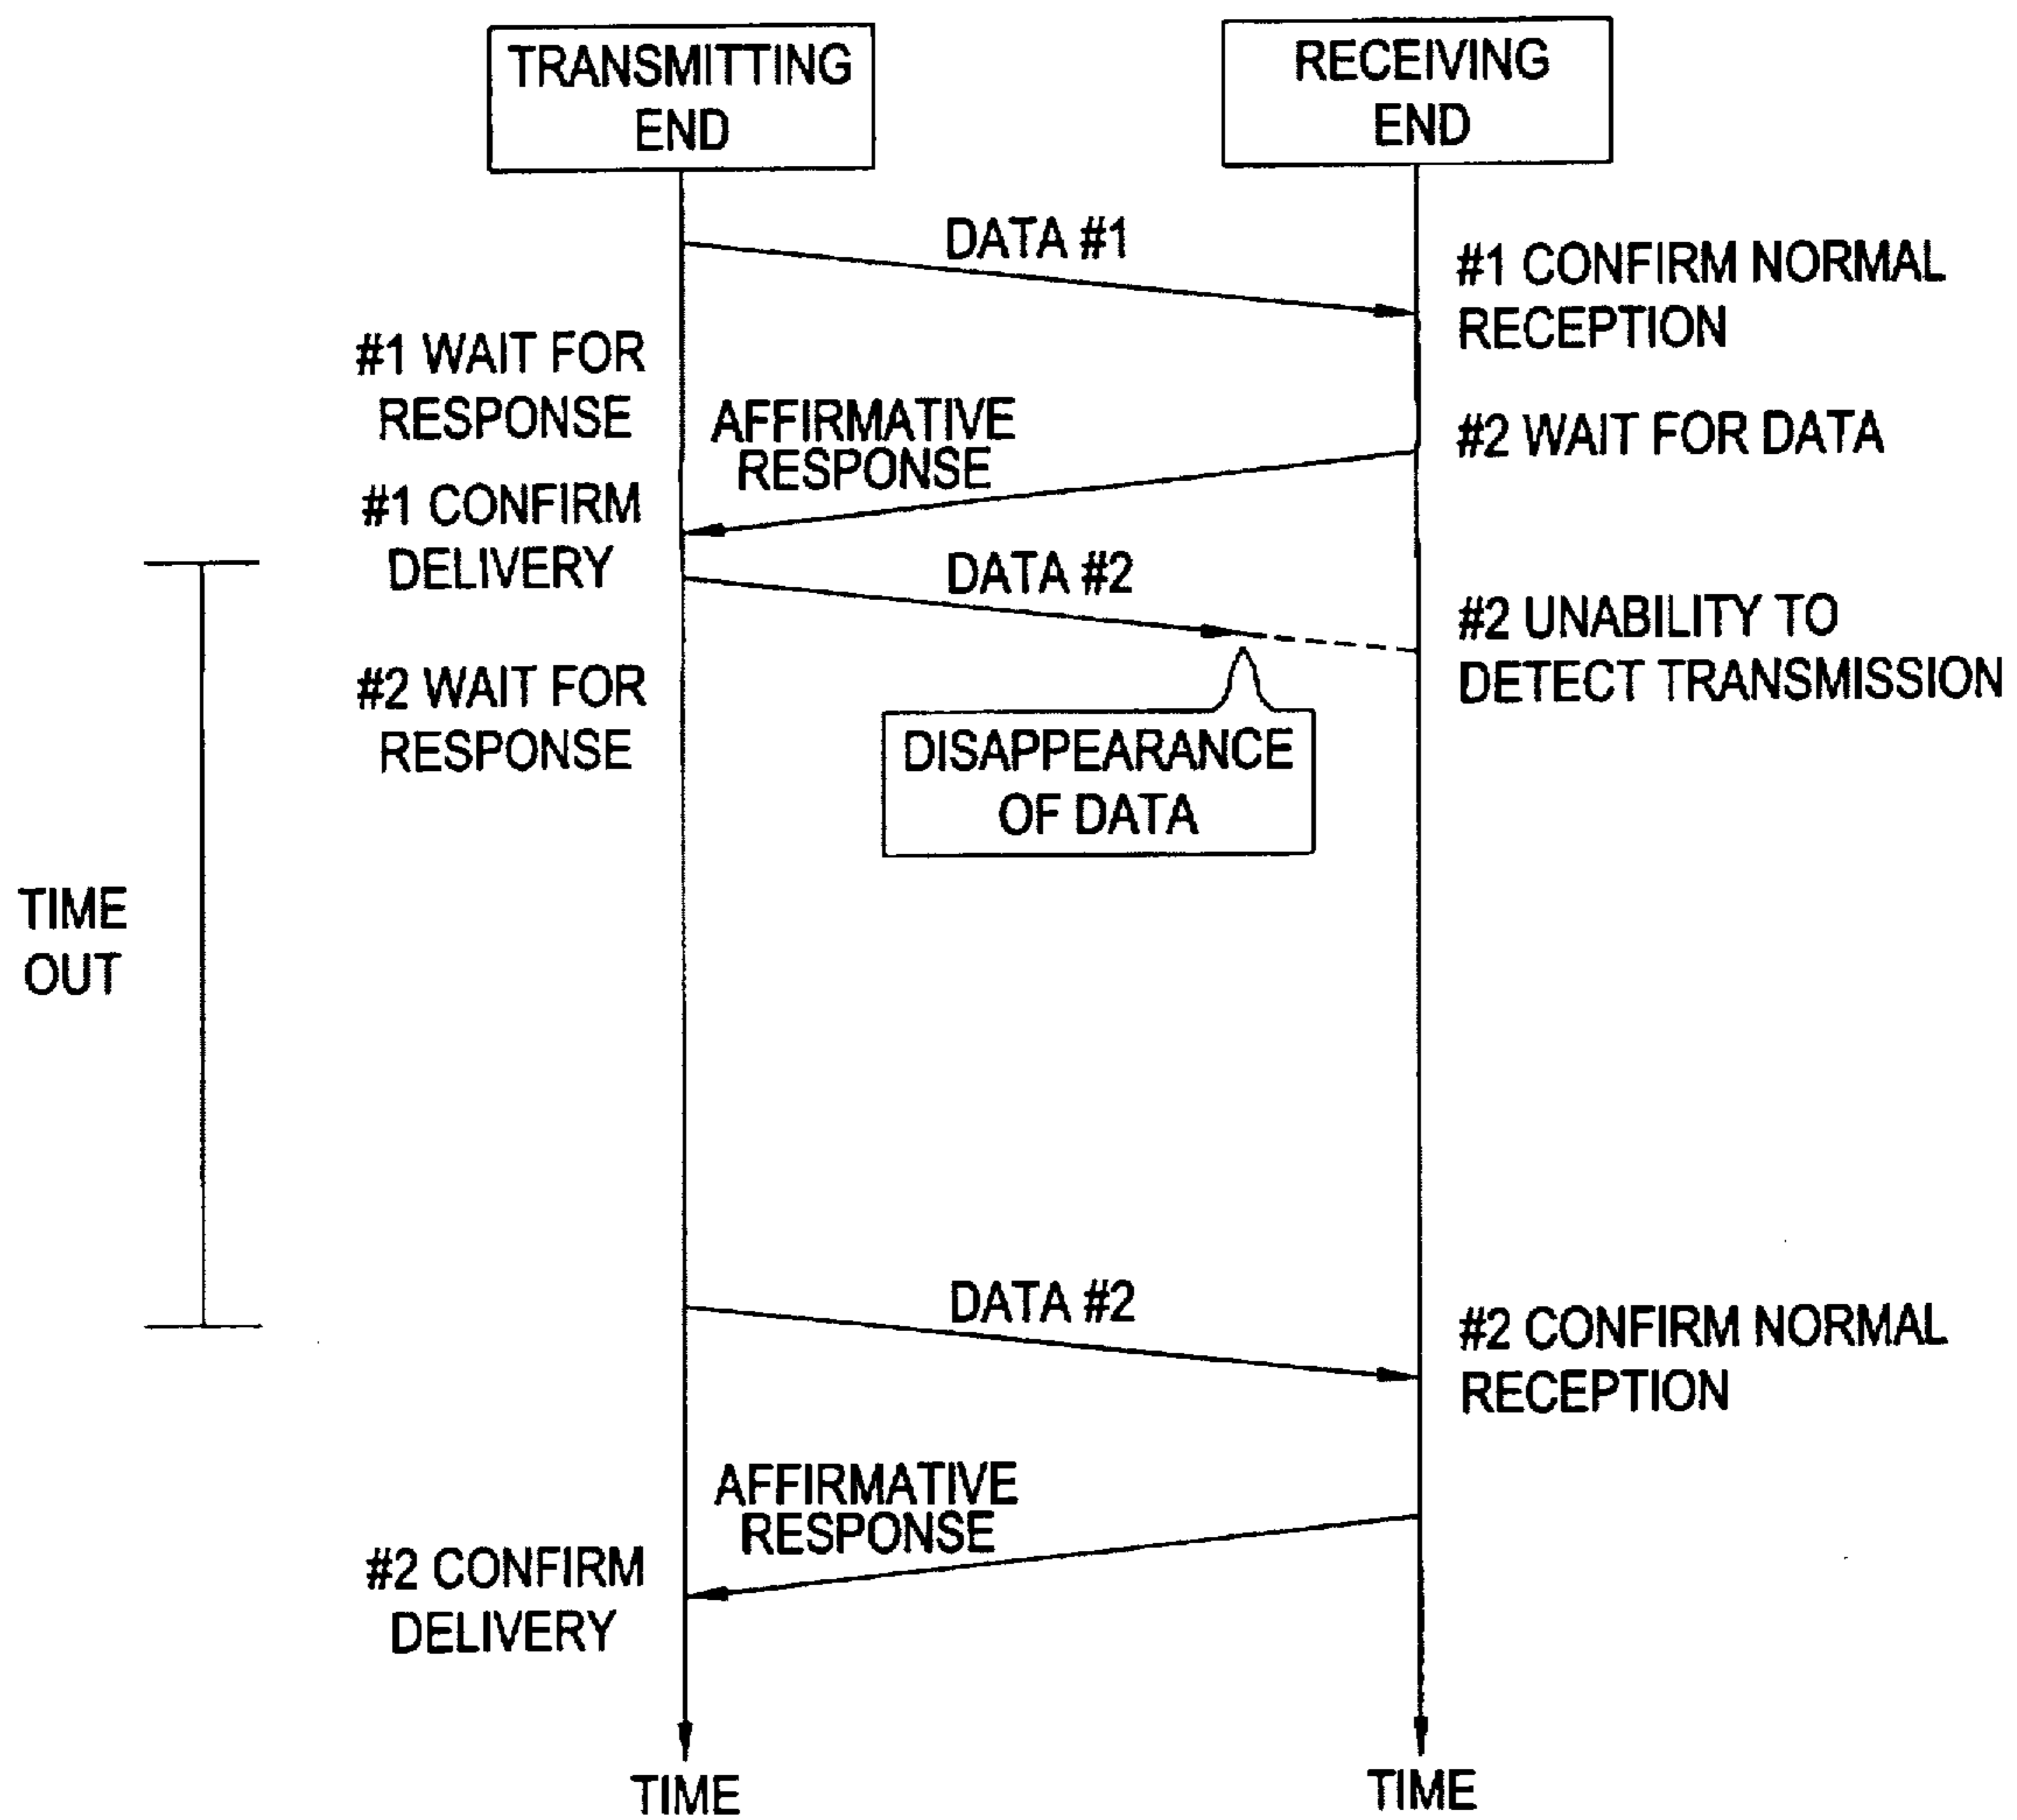 TRANSMITTING
END
RECEIVING
END
DATA #1
#1 CONFIRM NORMAL
RECEPTION
#1 WAIT FOR
RESPONSE
AFFIRMATIVE
RESPONSE
#2 WAIT FOR DATA
#1 CONFIRM
DELIVERY
DATA #2
#2 UNABILITY TO
DETECT TRANSMISSION
#2 WAIT FOR
RESPONSE
DISAPPEARANCE
OF DATA
TIME
OUT
DATA #2
#2 CONFIRM NORMAL
RECEPTION
AFFIRMATIVE
RESPONSE
#2 CONFIRM
DELIVERY
TIME
TIME